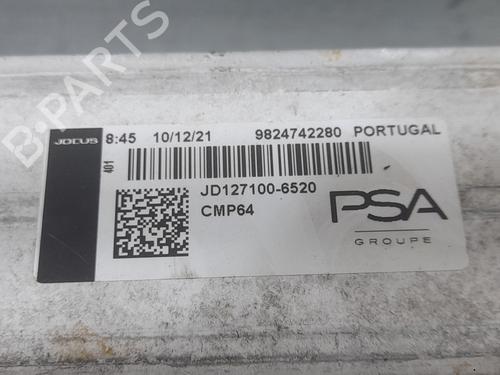 JDEUS 8:45 10/12/21 9824742280 PORTUGAL
401
JD127100-6520
CMP64
PSA
GROUPE
B-PARTS